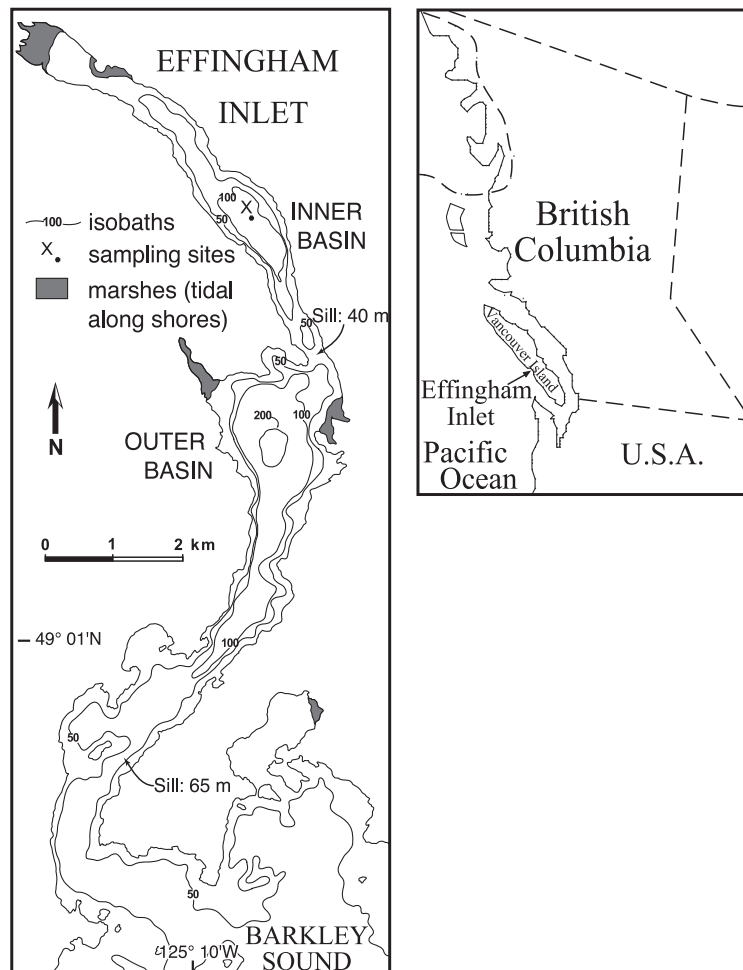 EFFINGHAM
INLET
100
50
X
INNER
BASIN
100 isobaths
X sampling sites
marshes (tidal
along shores)
50
Sill: 40 m
50
N
200
100
OUTER
BASIN
0 1 2 km
49° 01'N
100
50
Sill: 65 m
50
125° 10'W
BARKLEY
SOUND
British
Columbia
Vancouver Island
Effingham
Inlet
Pacific
Ocean
U.S.A.